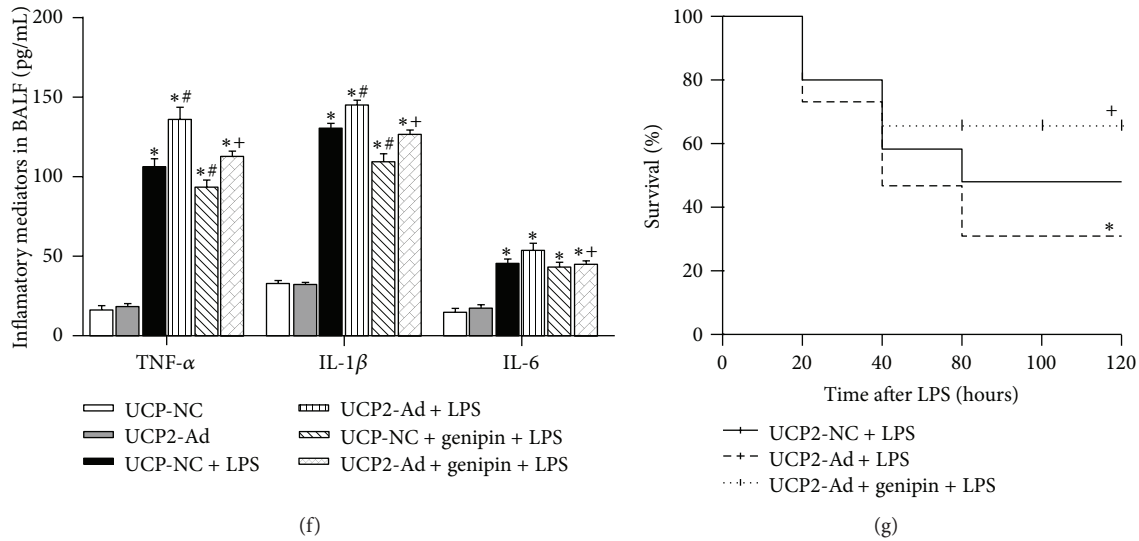 Inflamatory mediators in BALF (pg/mL)
200
150
100
50
0
*
*#
*#
*+
*
*#
*#
*+
*
*
*
*+
TNF-α
IL-1β
IL-6
UCP-NC
UCP2-Ad
UCP-NC + LPS
UCP2-Ad + LPS
UCP-NC + genipin + LPS
UCP2-Ad + genipin + LPS
(f)
Survival (%)
100
80
60
40
20
0
+
*
0
20
40
80
100
120
Time after LPS (hours)
UCP2-NC + LPS
UCP2-Ad + LPS
UCP2-Ad + genipin + LPS
(g)